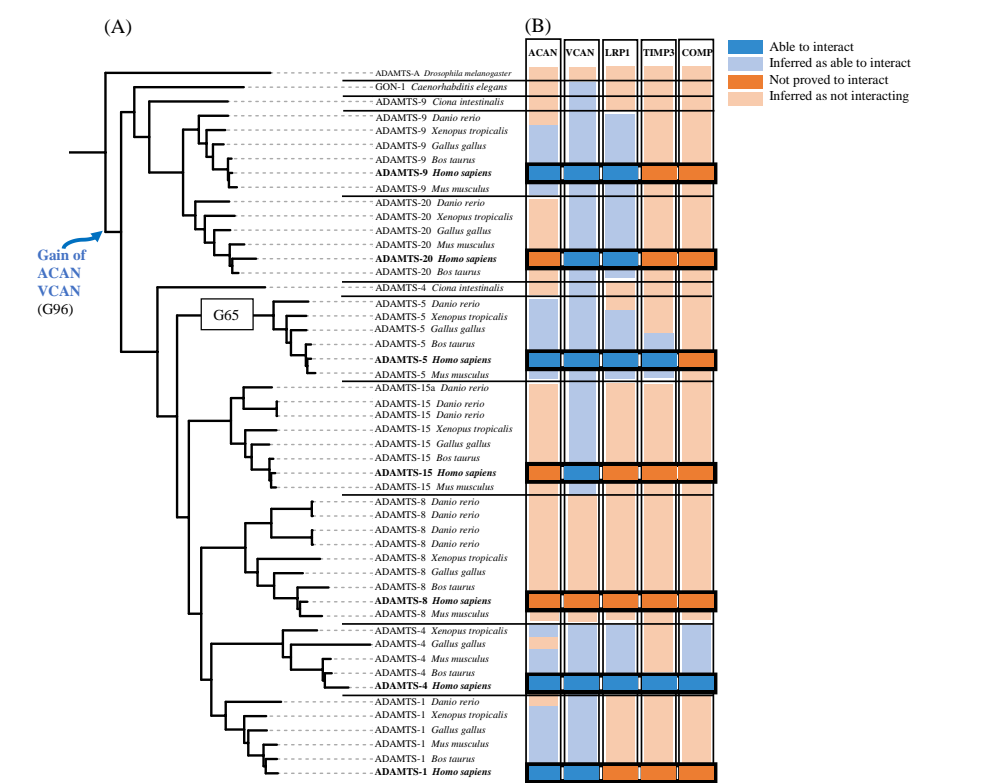 (A)
(B)
ACAN VCAN LRP1 TIMP3 COMP
Able to interact
Inferred as able to interact
Not proved to interact
Inferred as not interacting
ADAMTS-A Drosophila melanogaster
GON-1 Caenorhabditis elegans
ADAMTS-9 Ciona intestinalis
ADAMTS-9 Danio rerio
ADAMTS-9 Xenopus tropicalis
ADAMTS-9 Gallus gallus
ADAMTS-9 Bos taurus
ADAMTS-9 Homo sapiens
ADAMTS-9 Mus musculus
ADAMTS-20 Danio rerio
ADAMTS-20 Xenopus tropicalis
ADAMTS-20 Gallus gallus
ADAMTS-20 Mus musculus
ADAMTS-20 Homo sapiens
ADAMTS-20 Bos taurus
Gain of
ACAN
VCAN
(G96)
ADAMTS-4 Ciona intestinalis
G65
ADAMTS-5 Danio rerio
ADAMTS-5 Xenopus tropicalis
ADAMTS-5 Gallus gallus
ADAMTS-5 Bos taurus
ADAMTS-5 Homo sapiens
ADAMTS-5 Mus musculus
ADAMTS-15a Danio rerio
ADAMTS-15 Danio rerio
ADAMTS-15 Danio rerio
ADAMTS-15 Xenopus tropicalis
ADAMTS-15 Gallus gallus
ADAMTS-15 Bos taurus
ADAMTS-15 Homo sapiens
ADAMTS-15 Mus musculus
ADAMTS-8 Danio rerio
ADAMTS-8 Danio rerio
ADAMTS-8 Danio rerio
ADAMTS-8 Danio rerio
ADAMTS-8 Xenopus tropicalis
ADAMTS-8 Gallus gallus
ADAMTS-8 Bos taurus
ADAMTS-8 Homo sapiens
ADAMTS-8 Mus musculus
ADAMTS-4 Xenopus tropicalis
ADAMTS-4 Gallus gallus
ADAMTS-4 Mus musculus
ADAMTS-4 Bos taurus
ADAMTS-4 Homo sapiens
ADAMTS-1 Danio rerio
ADAMTS-1 Xenopus tropicalis
ADAMTS-1 Gallus gallus
ADAMTS-1 Mus musculus
ADAMTS-1 Bos taurus
ADAMTS-1 Homo sapiens